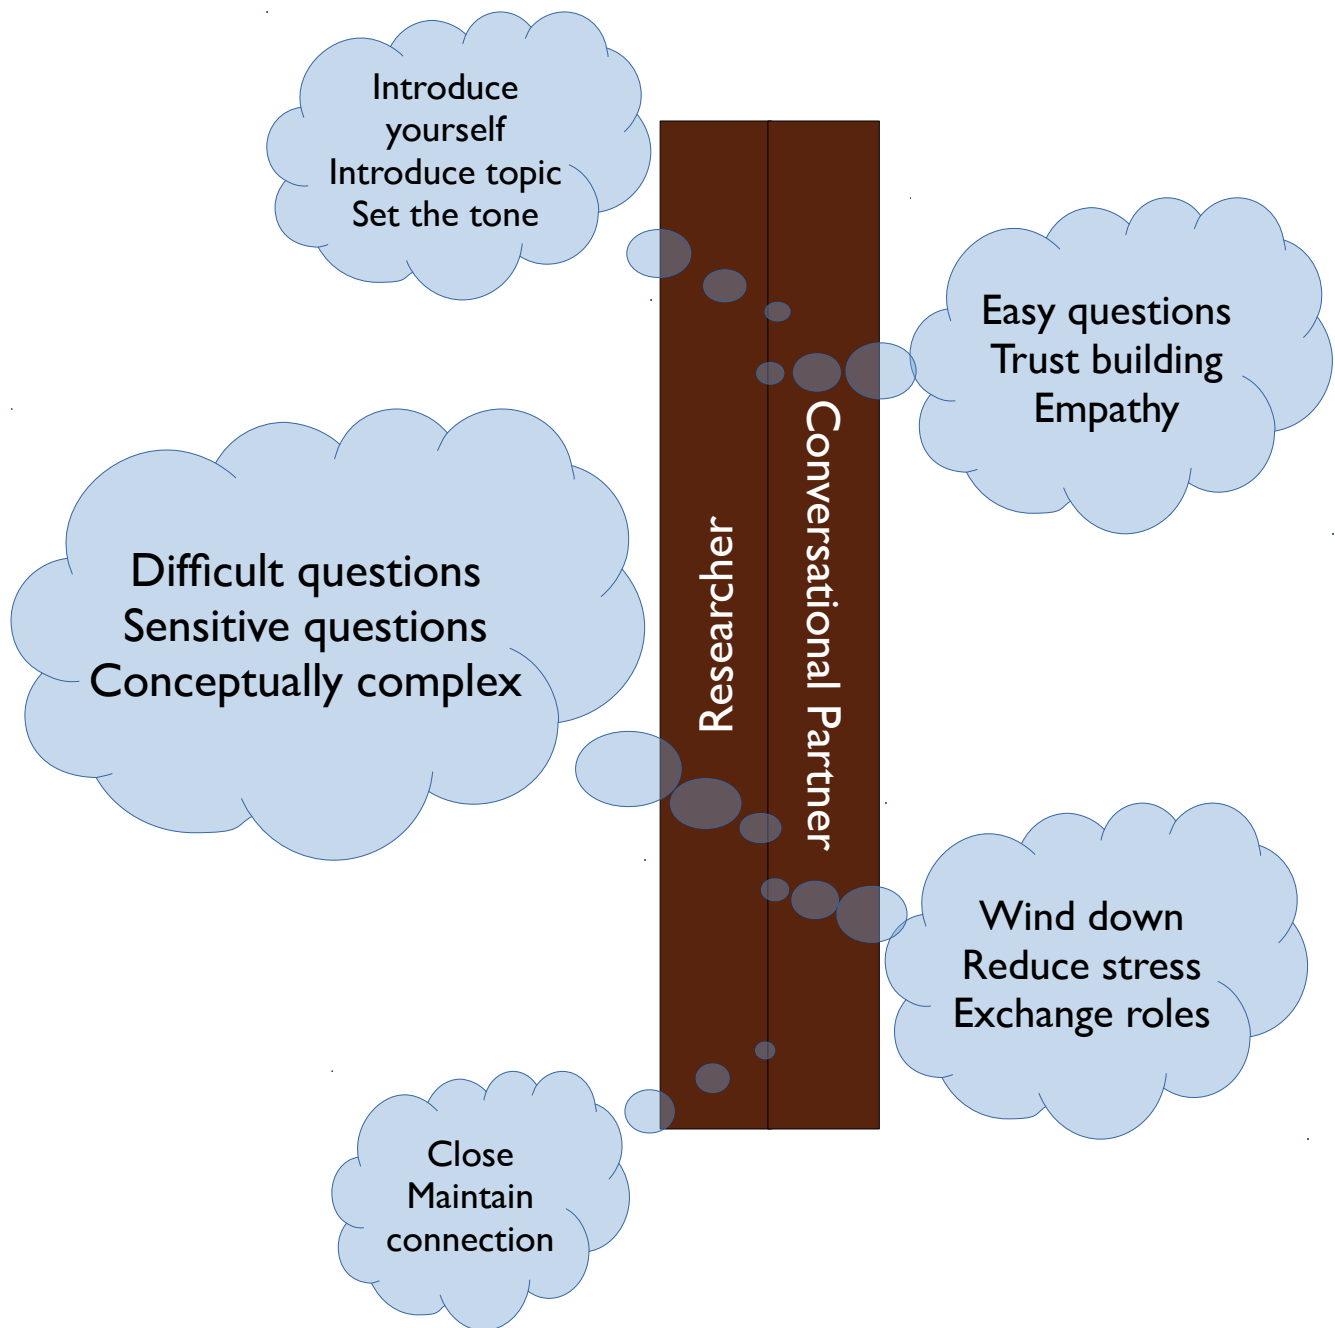 Introduce
yourself
Introduce topic
Set the tone
Easy questions
Trust building
Empathy
Researcher
Conversational Partner
Difficult questions
Sensitive questions
Conceptually complex
Wind down
Reduce stress
Exchange roles
Close
Maintain
connection